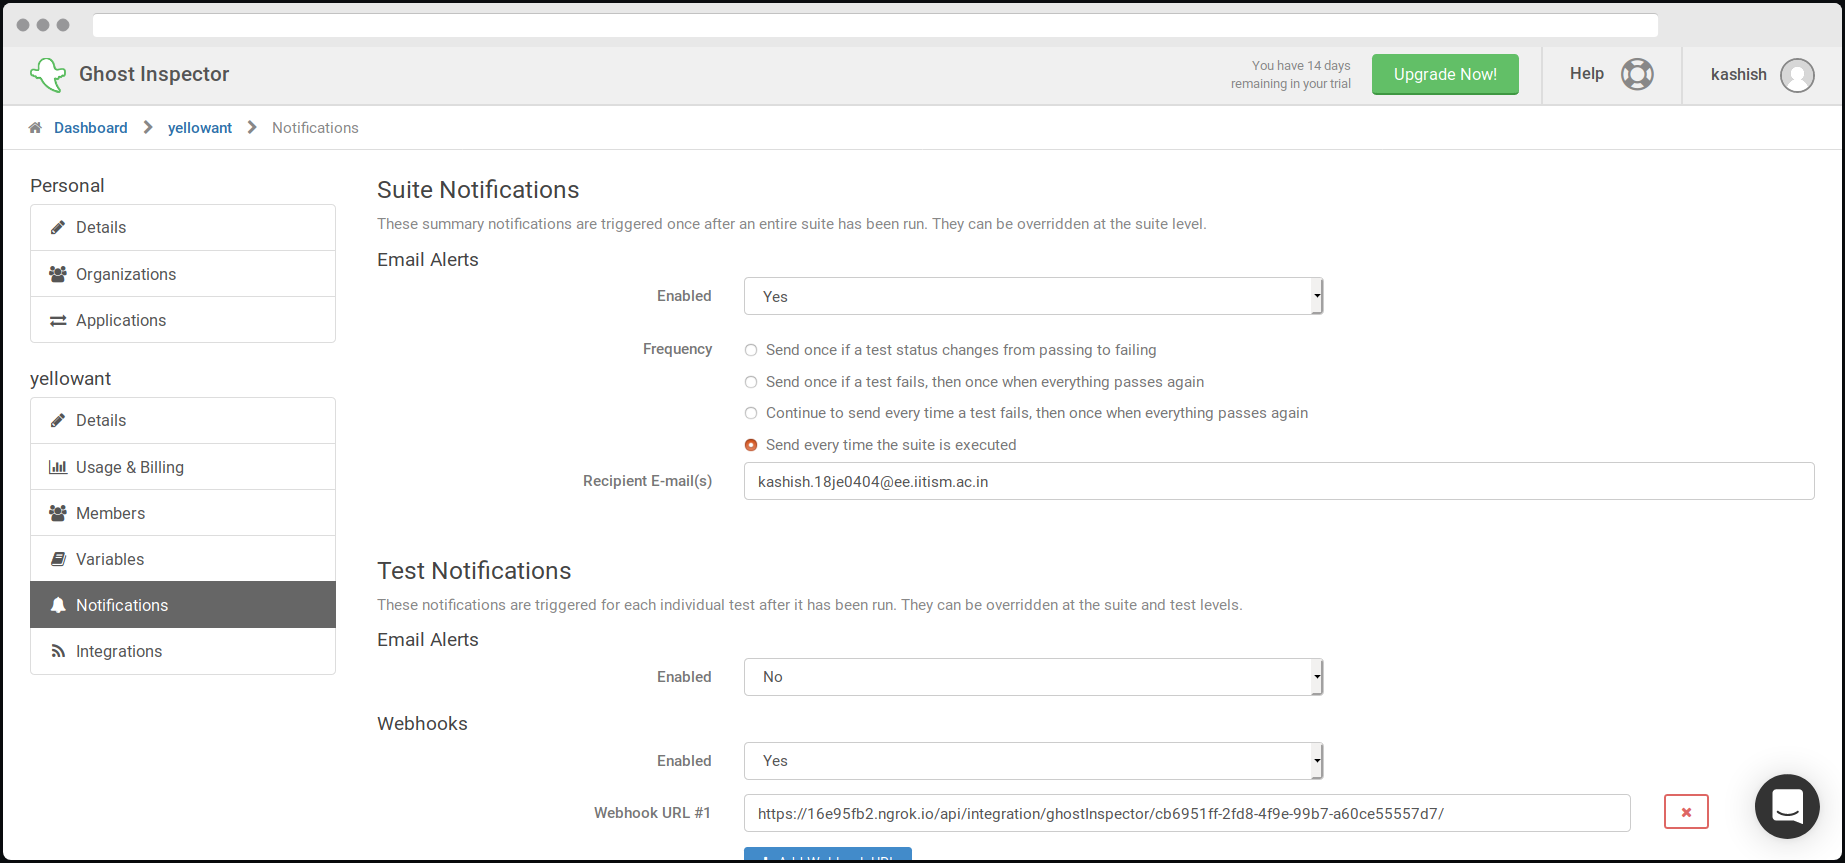 Ghost Inspector
You have 14 days
remaining in your trial
Upgrade Now!
Help
kashish
Dashboard
yellowant
Notifications
Personal
Details
Organizations
Applications
yellowant
Details
Usage & Billing
Members
Variables
Notifications
Integrations
Suite Notifications
These summary notifications are triggered once after an entire suite has been run. They can be overridden at the suite level.
Email Alerts
Enabled
Yes
Frequency
Send once if a test status changes from passing to failing
Send once if a test fails, then once when everything passes again
Continue to send every time a test fails, then once when everything passes again
Send every time the suite is executed
Recipient E-mail(s)
kashish.18je0404@ee.iitism.ac.in
Test Notifications
These notifications are triggered for each individual test after it has been run. They can be overridden at the suite and test levels.
Email Alerts
Enabled
No
Webhooks
Enabled
Yes
Webhook URL #1
https://16e95fb2.ngrok.io/api/integration/ghostInspector/cb6951ff-2fd8-4f9e-99b7-a60ce55557d7/